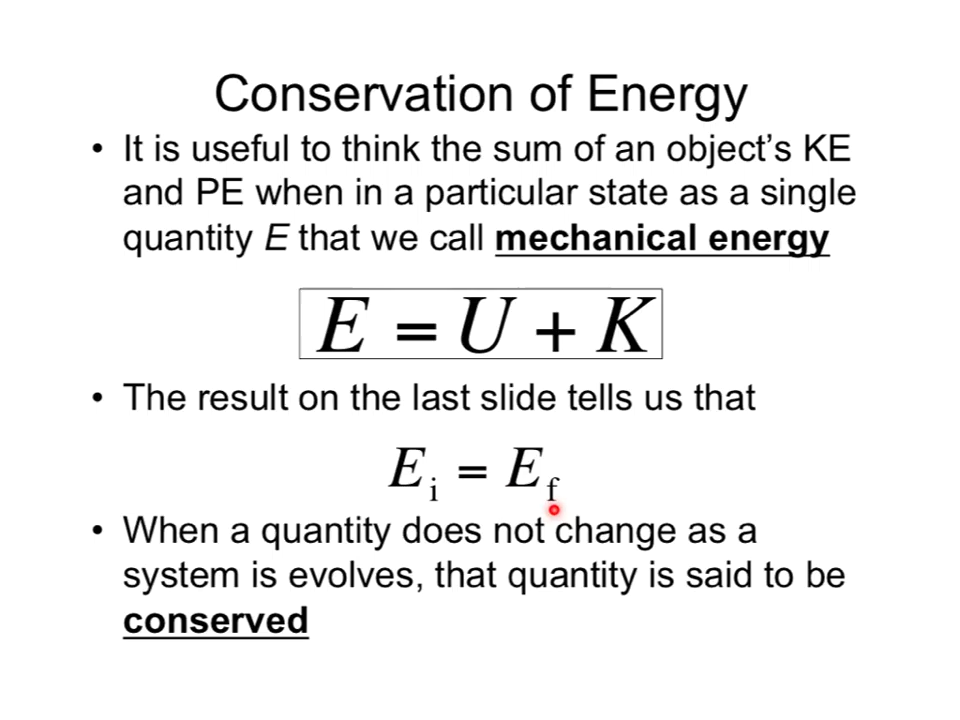 Conservation of Energy
• It is useful to think the sum of an object’s KE
and PE when in a particular state as a single
quantity E that we call mechanical energy
E = U + K
• The result on the last slide tells us that
E_i = E_f
• When a quantity does not change as a
system is evolves, that quantity is said to be
conserved